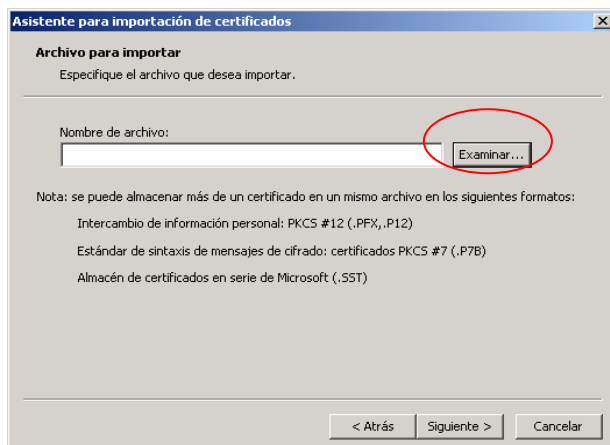 Asistente para importación de certificados
Archivo para importar
Especifique el archivo que desea importar.
Nombre de archivo:
Examinar...
Nota: se puede almacenar más de un certificado en un mismo archivo en los siguientes formatos:
Intercambio de información personal: PKCS #12 (.PFX,.P12)
Estándar de sintaxis de mensajes de cifrado: certificados PKCS #7 (.P7B)
Almacén de certificados en serie de Microsoft (.SST)
< Atrás Siguiente > Cancelar